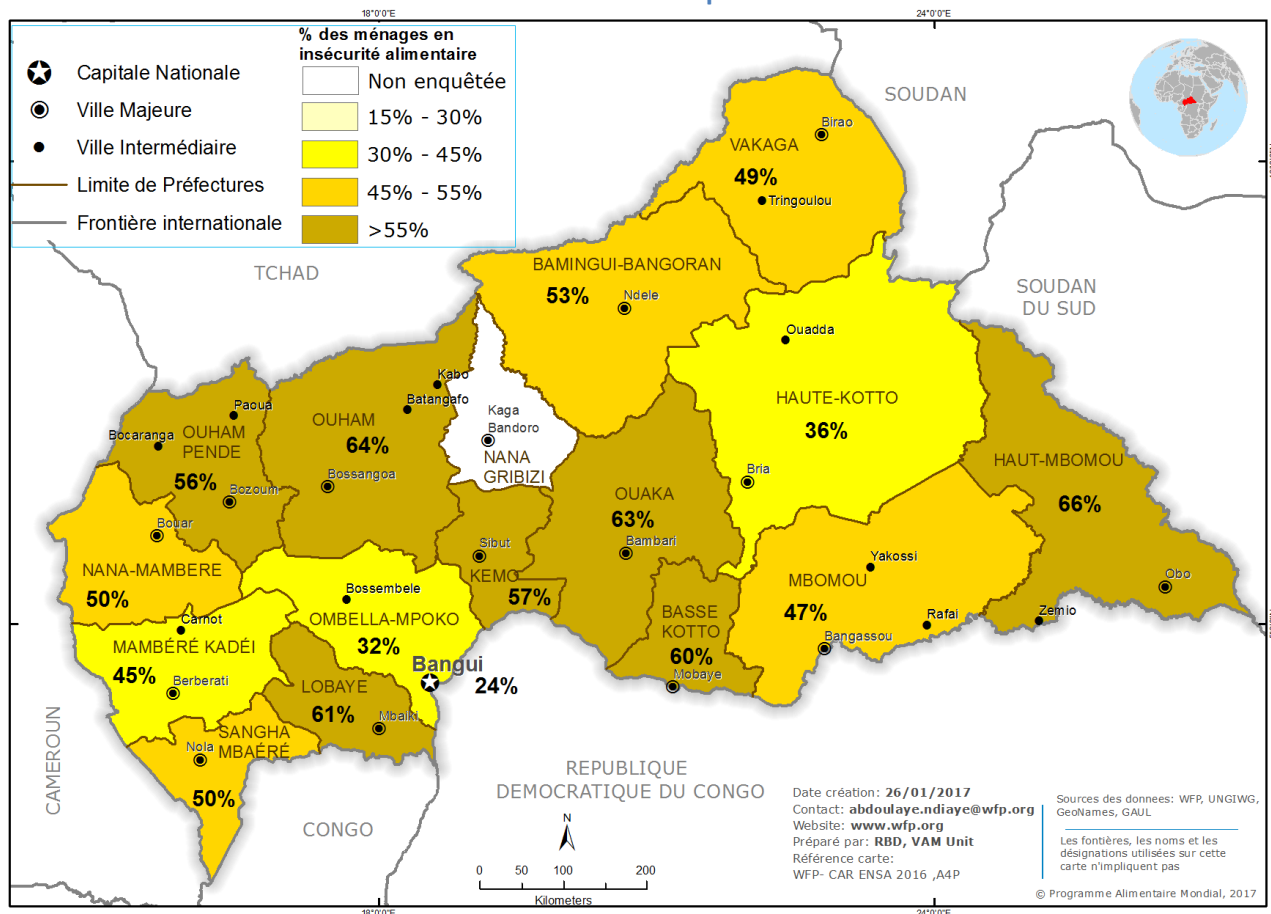 18°0'0"E
24°0'0"E
% des ménages en
insécurité alimentaire
Capitale Nationale
Ville Majeure
Ville Intermédiaire
Limite de Préfectures
Frontière internationale
Non enquêtée
15% - 30%
30% - 45%
45% - 55%
>55%
SOUDAN
Birao
VAKAGA
49%
Tringoulou
TCHAD
BAMINGUI-BANGORAN
53%
Ndele
SOUDAN
DU SUD
Ouadda
HAUTE-KOTTO
36%
Bria
Kabo
Batangafo
OUHAM
64%
Bossangoa
Kaga
Bandoro
NANA
GRIBIZI
Paoua
Bocaranga
OUHAM
PENDE
56%
Bozoum
HAUT-MBOMOU
66%
Obo
Zemio
OUAKA
63%
Bambari
Bouar
NANA-MAMBERE
50%
Sibut
KEMO
57%
Yakossi
MBOMOU
47%
Rafai
Bangassou
Bossembele
OMBELLA-MPOKO
32%
BASSE
KOTTO
60%
Mobaye
Carnot
MAMBÉRÉ KADÉI
45%
Berberati
Bangui
24%
LOBAYE
61%
Mbaiki
SANGHA
MBAÉRÉ
Nola
50%
CAMEROUN
CONGO
REPUBLIQUE
DEMOCRATIQUE DU CONGO
N
0 50 100 200
Kilometers
Date création: 26/01/2017
Contact: abdoulaye.ndiaye@wfp.org
Website: www.wfp.org
Préparé par: RBD, VAM Unit
Référence carte:
WFP- CAR ENSA 2016 ,A4P
Sources des donnees: WFP, UNGIWG,
GeoNames, GAUL
Les fontières, les noms et les
désignations utilisées sur cette
carte n'impliquent pas
© Programme Alimentaire Mondial, 2017
18°0'0"E
24°0'0"E